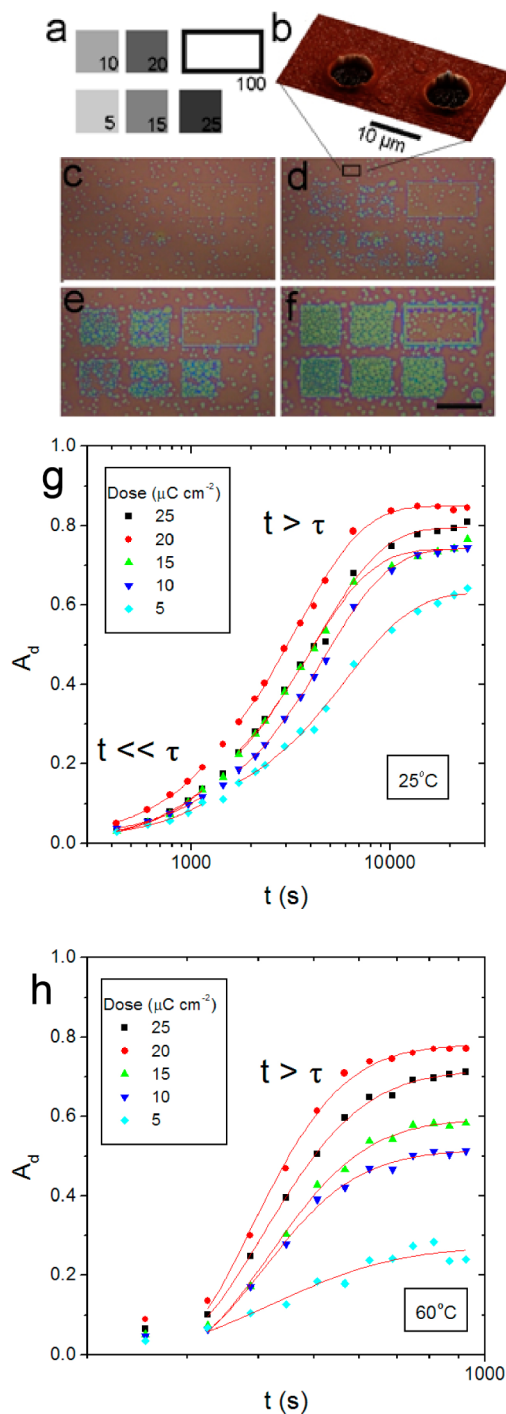 a
b
10
20
100
5
15
25
10 μm
c
d
e
f
g
1.0
0.8
0.6
0.4
0.2
0.0
A_d
Dose (μC cm⁻²)
25
20
15
10
5
t > τ
t << τ
25°C
1000
10000
t (s)
h
1.0
0.8
0.6
0.4
0.2
0.0
A_d
Dose (μC cm⁻²)
25
20
15
10
5
t > τ
60°C
1000
t (s)